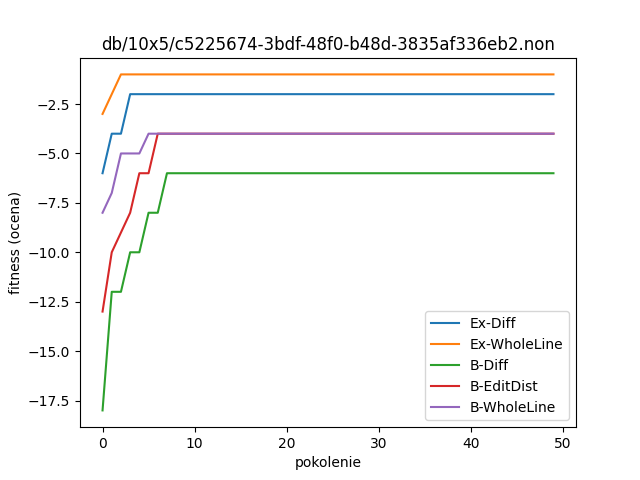 db/10x5/c5225674-3bdf-48f0-b48d-3835af336eb2.non
fitness (ocena)
−2.5
−5.0
−7.5
−10.0
−12.5
−15.0
−17.5
Ex-Diff
Ex-WholeLine
B-Diff
B-EditDist
B-WholeLine
0 10 20 30 40 50
pokolenie